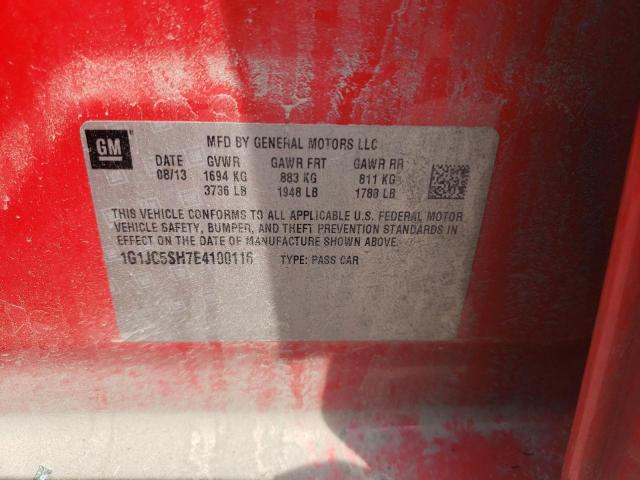 GM
MFD BY GENERAL MOTORS LLC
DATE GVWR GAWR FRT GAWR RR
08/13 1694 KG 883 KG 811 KG
3736 LB 1948 LB 1788 LB
THIS VEHICLE CONFORMS TO ALL APPLICABLE U.S. FEDERAL MOTOR
VEHICLE SAFETY, BUMPER, AND THEFT PREVENTION STANDARDS IN
EFFECT ON THE DATE OF MANUFACTURE SHOWN ABOVE.
1G1JC5SH7E4100116 TYPE: PASS CAR